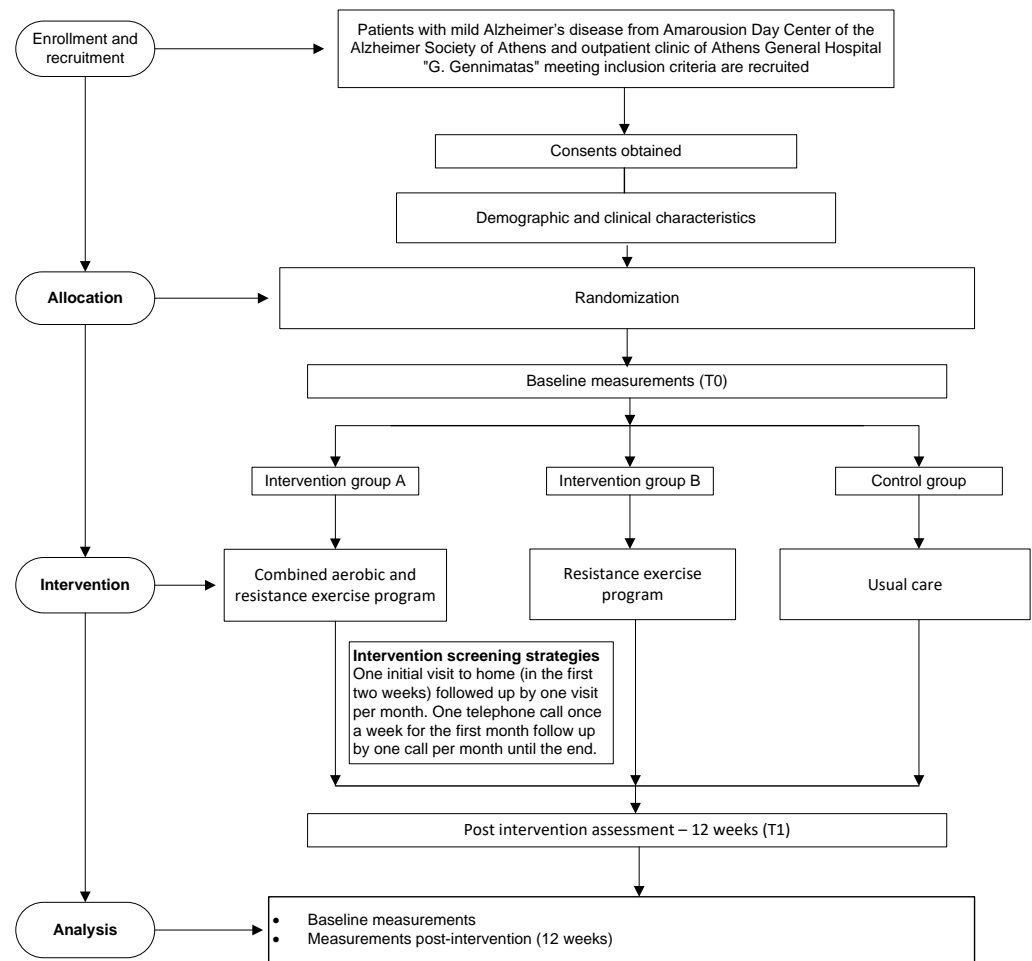 Enrollment and
recruitment
Patients with mild Alzheimer's disease from Amarousion Day Center of the
Alzheimer Society of Athens and outpatient clinic of Athens General Hospital
"G. Gennimatas" meeting inclusion criteria are recruited
Consents obtained
Demographic and clinical characteristics
Allocation
Randomization
Baseline measurements (T0)
Intervention group A
Intervention group B
Control group
Intervention
Combined aerobic and
resistance exercise program
Resistance exercise
program
Usual care
Intervention screening strategies
One initial visit to home (in the first
two weeks) followed up by one visit
per month. One telephone call once
a week for the first month follow up
by one call per month until the end.
Post intervention assessment – 12 weeks (T1)
Analysis
• Baseline measurements
• Measurements post-intervention (12 weeks)